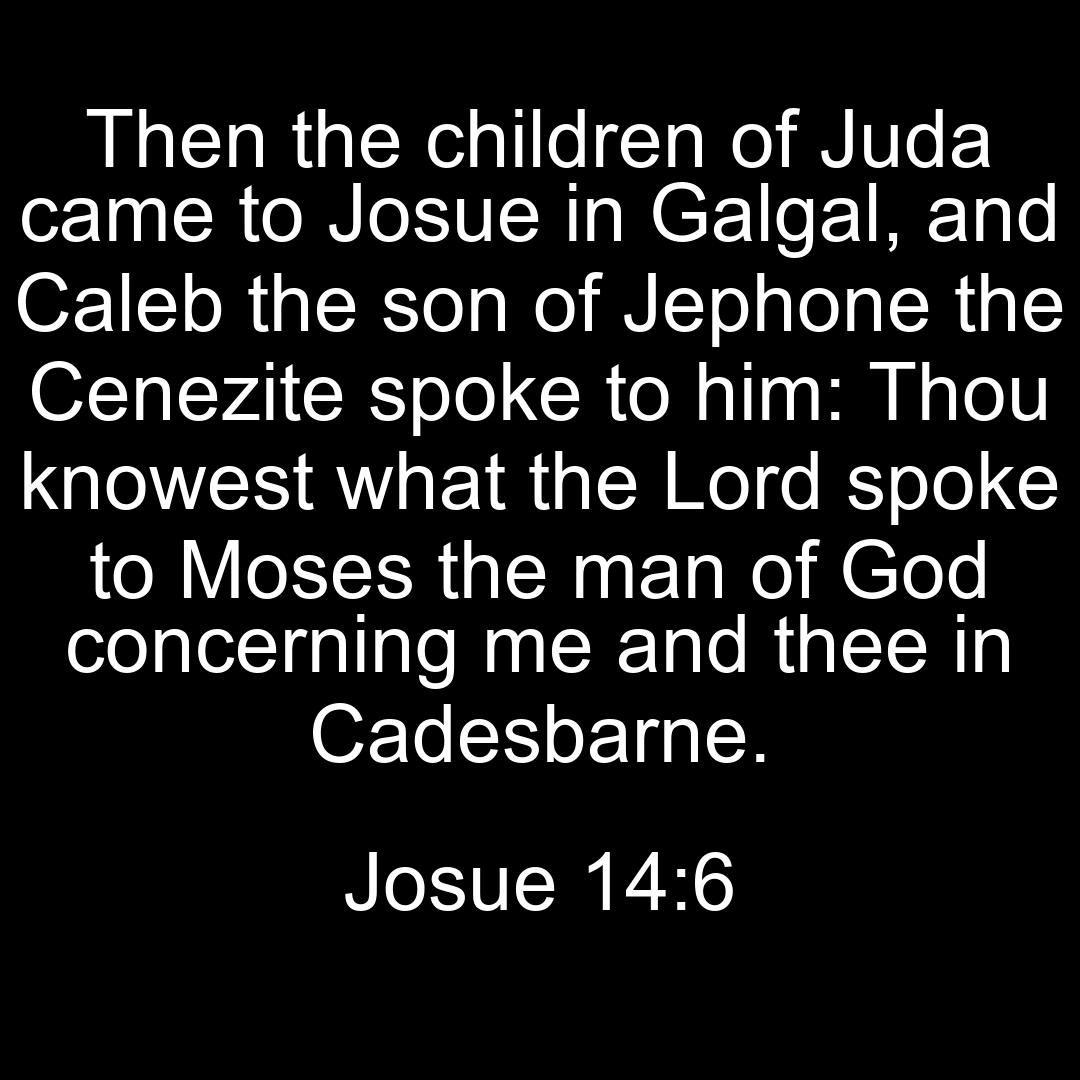 Then the children of Juda
came to Josue in Galgal, and
Caleb the son of Jephone the
Cenezite spoke to him: Thou
knowest what the Lord spoke
to Moses the man of God
concerning me and thee in
Cadesbarne.
Josue 14:6